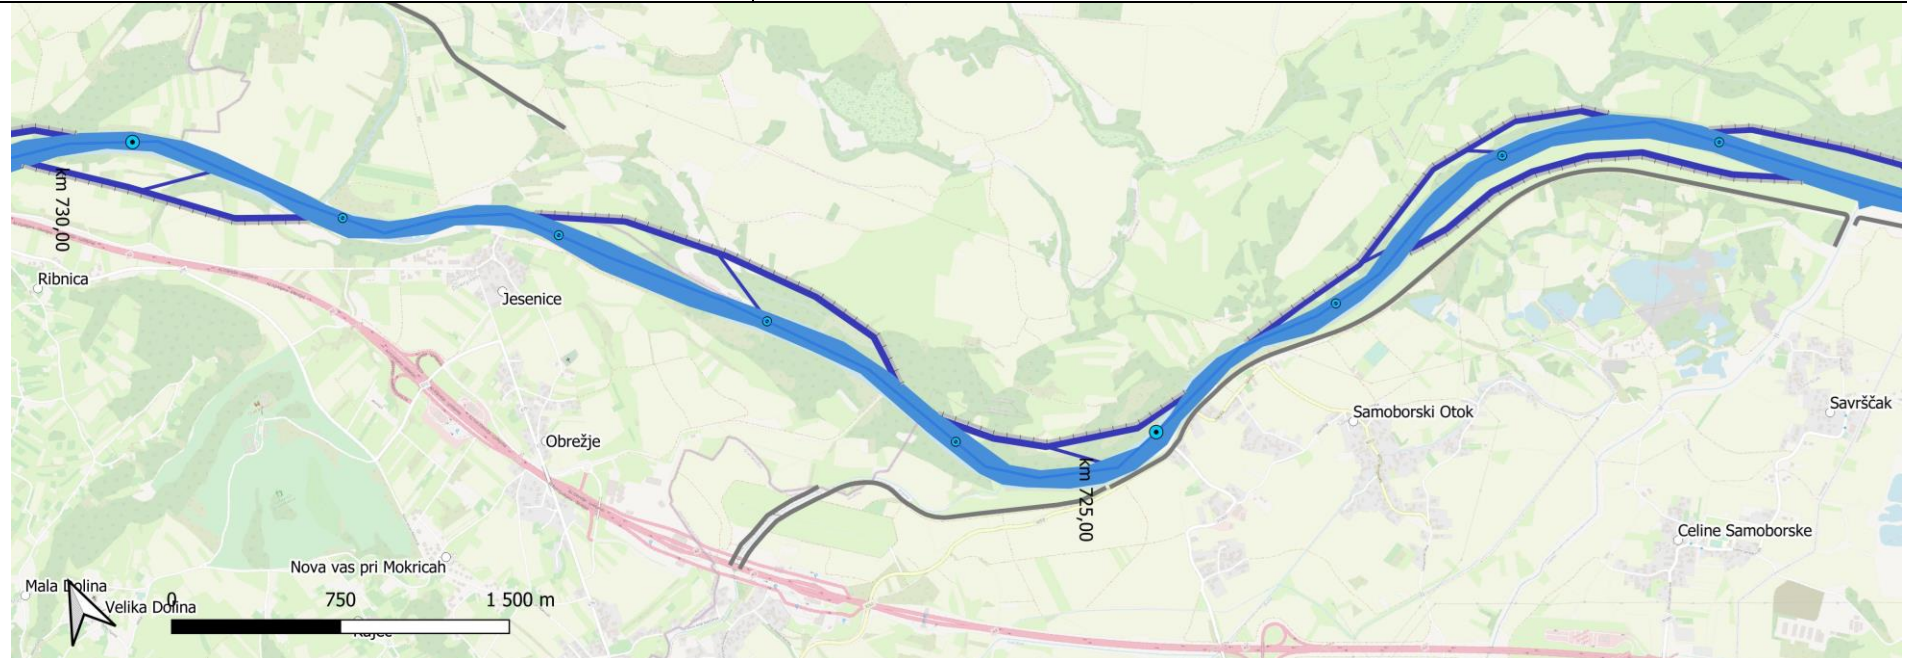 km 730,00
Ribnica
Jesenice
Samoborski Otok
Savrščak
Obrežje
km 725,00
Celine Samoborske
Nova vas pri Mokricah
Mala Dolina
Velika Dolina
0 750 1 500 m